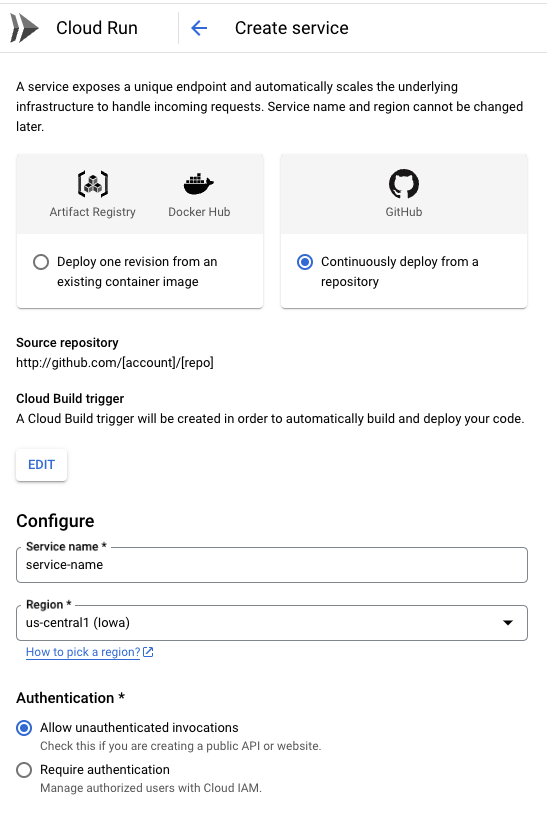 Cloud Run
Create service
A service exposes a unique endpoint and automatically scales the underlying
infrastructure to handle incoming requests. Service name and region cannot be changed
later.
Artifact Registry
Docker Hub
GitHub
Deploy one revision from an
existing container image
Continuously deploy from a
repository
Source repository
http://github.com/[account]/[repo]
Cloud Build trigger
A Cloud Build trigger will be created in order to automatically build and deploy your code.
EDIT
Configure
Service name *
service-name
Region *
us-central1 (Iowa)
How to pick a region?
Authentication *
Allow unauthenticated invocations
Check this if you are creating a public API or website.
Require authentication
Manage authorized users with Cloud IAM.